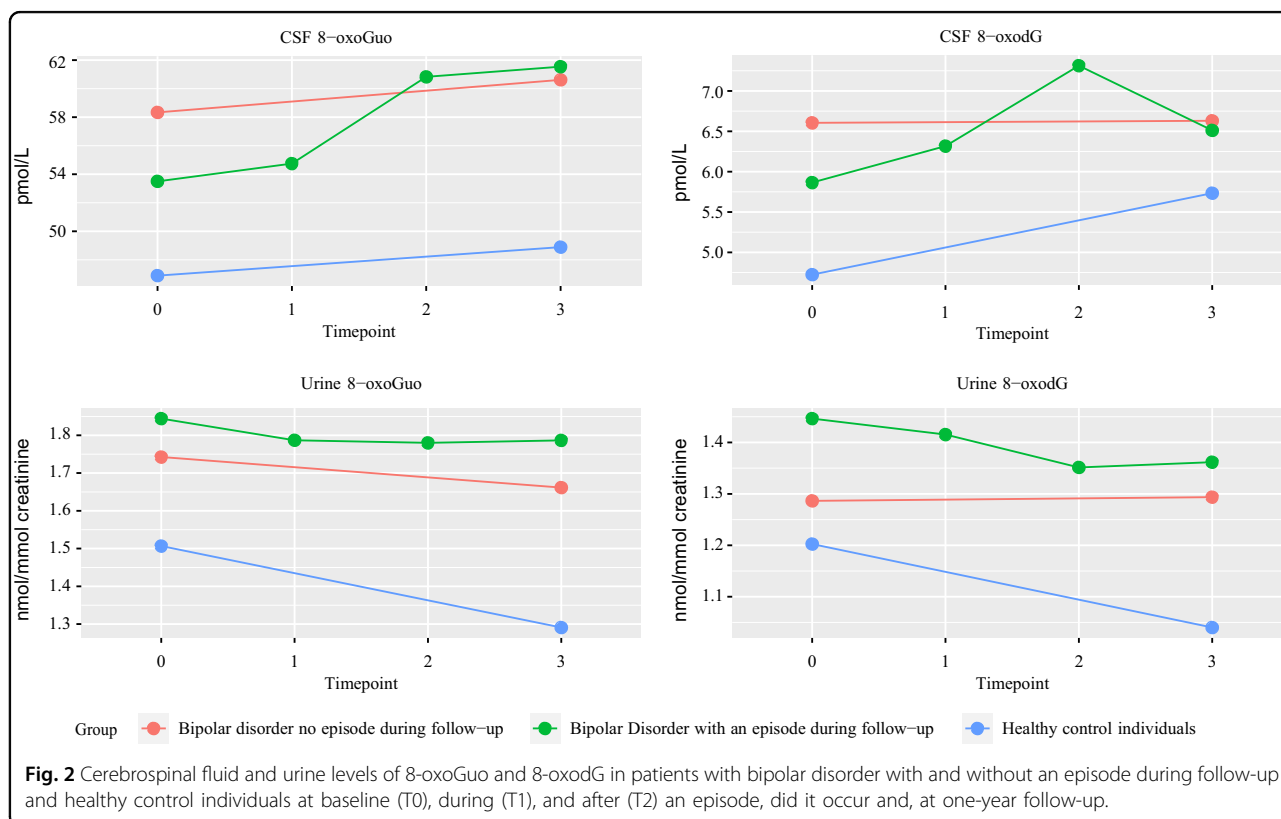 CSF 8−oxoGuo
62
58
54
50
pmol/L
0 1 2 3
Timepoint
CSF 8−oxodG
7.0
6.5
6.0
5.5
5.0
pmol/L
0 1 2 3
Timepoint
Urine 8−oxoGuo
1.8
1.7
1.6
1.5
1.4
1.3
nmol/mmol creatinine
0 1 2 3
Timepoint
Urine 8−oxodG
1.4
1.3
1.2
1.1
nmol/mmol creatinine
0 1 2 3
Timepoint
Group Bipolar disorder no episode during follow−up Bipolar Disorder with an episode during follow−up Healthy control individuals
Fig. 2 Cerebrospinal fluid and urine levels of 8-oxoGuo and 8-oxodG in patients with bipolar disorder with and without an episode during follow-up
and healthy control individuals at baseline (T0), during (T1), and after (T2) an episode, did it occur and, at one-year follow-up.